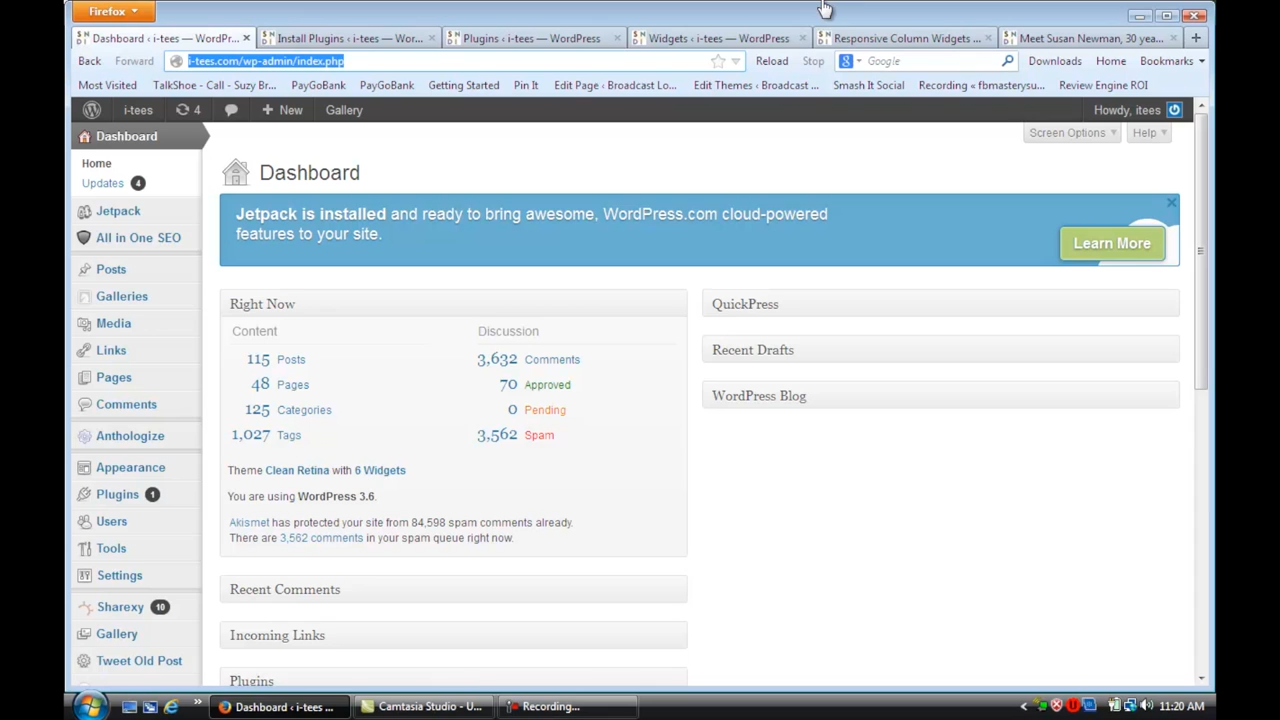 Firefox
Dashboard ‹ i-tees — WordPr...
Install Plugins ‹ i-tees — Wor...
Plugins ‹ i-tees — WordPress
Widgets ‹ i-tees — WordPress
Responsive Column Widgets ...
Meet Susan Newman, 30 yea...
Back
Forward
i-tees.com/wp-admin/index.php
Google
Reload
Stop
Downloads
Home
Bookmarks
Most Visited
TalkShoe - Call - Suzy Br...
PayGoBank
PayGoBank
Getting Started
Pin It
Edit Page ‹ Broadcast Lo...
Edit Themes ‹ Broadcast ...
Smash It Social
Recording « fbmasterysu...
Review Engine ROI
i-tees
4
New
Gallery
Howdy, itees
Dashboard
Screen Options
Help
Home
Updates 4
Jetpack
All in One SEO
Posts
Galleries
Media
Links
Pages
Comments
Anthologize
Appearance
Plugins 1
Users
Tools
Settings
Sharexy 10
Gallery
Tweet Old Post
Dashboard
Jetpack is installed and ready to bring awesome, WordPress.com cloud-powered
features to your site.
Learn More
Right Now
Content
Discussion
115 Posts
3,632 Comments
48 Pages
70 Approved
125 Categories
0 Pending
1,027 Tags
3,562 Spam
Theme Clean Retina with 6 Widgets
You are using WordPress 3.6.
Akismet has protected your site from 84,598 spam comments already.
There are 3,562 comments in your spam queue right now.
Recent Comments
Incoming Links
Plugins
QuickPress
Recent Drafts
WordPress Blog
Dashboard ‹ i-tees ...
Camtasia Studio - U...
Recording...
11:20 AM